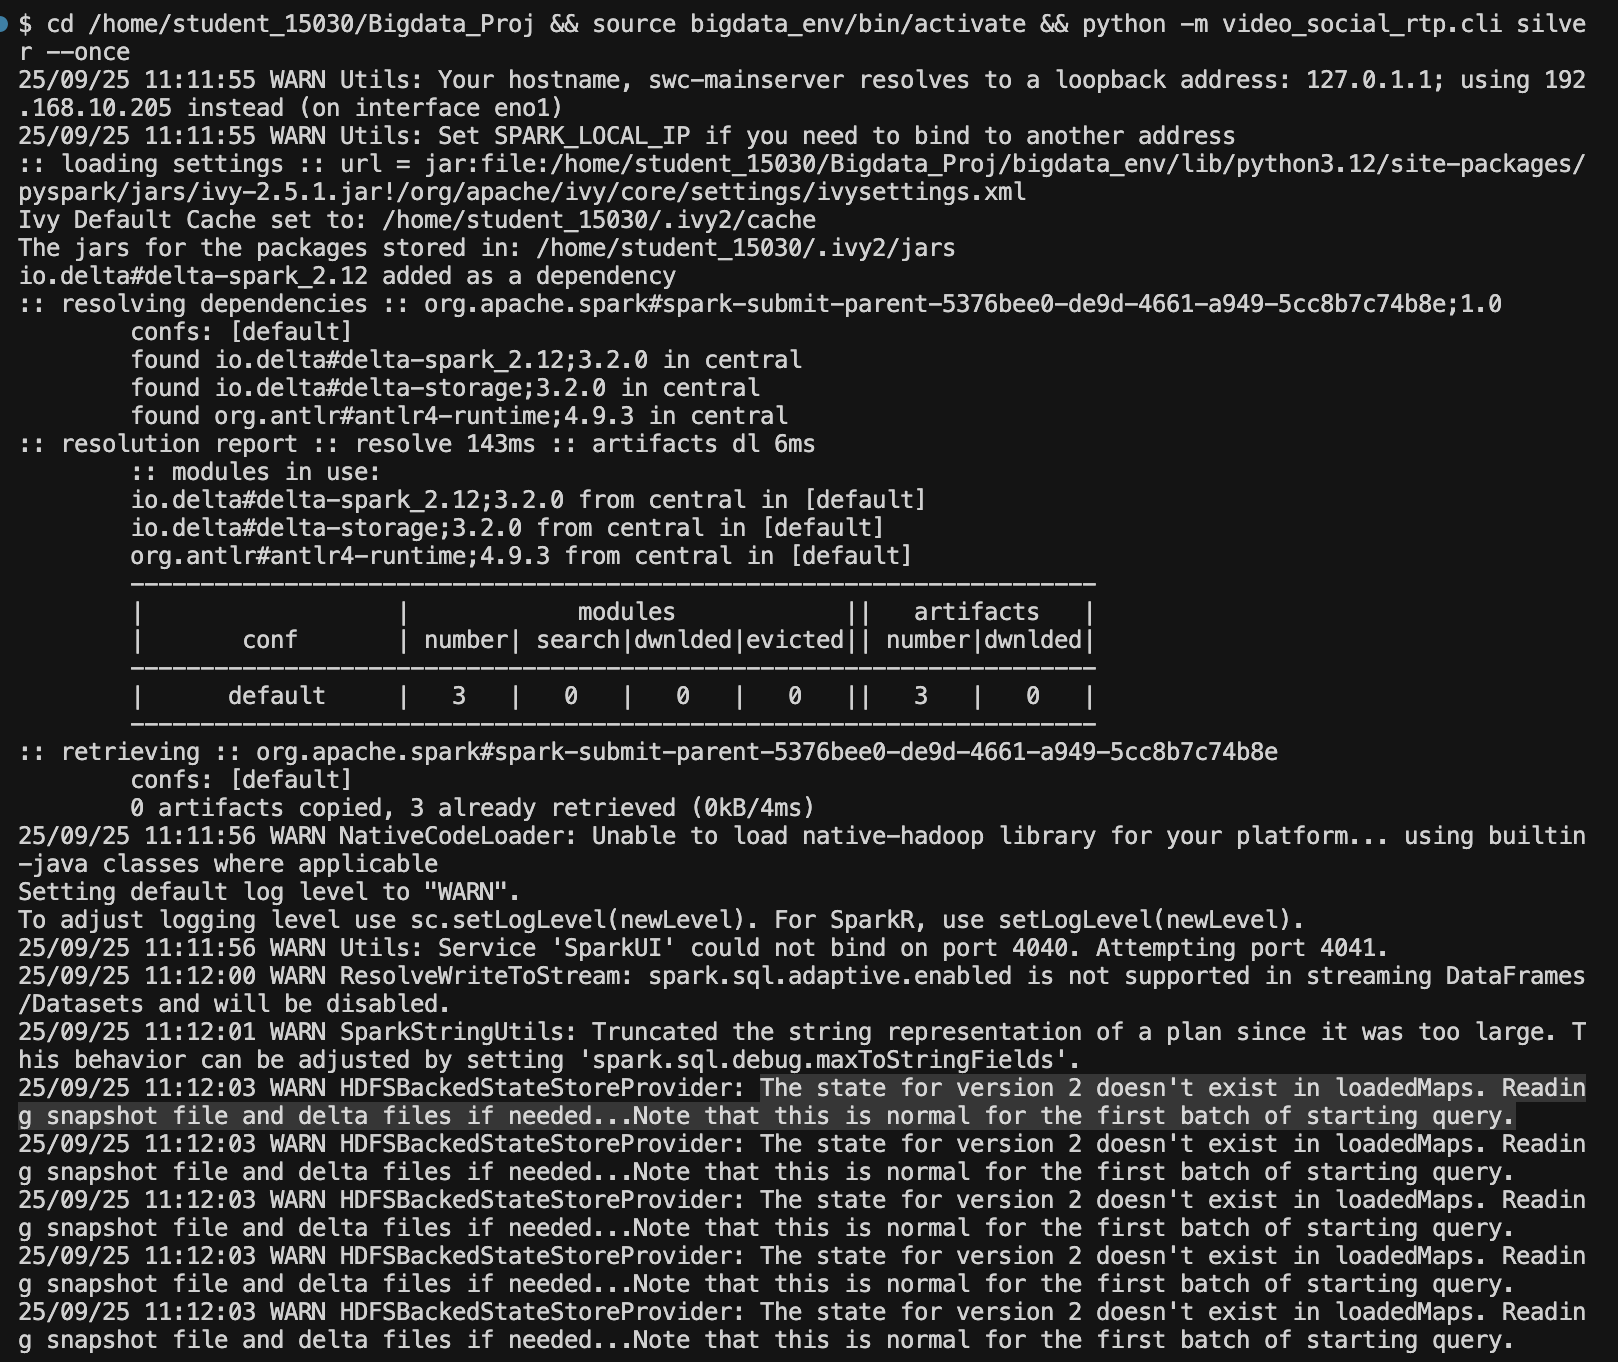 $ cd /home/student_15030/Bigdata_Proj && source bigdata_env/bin/activate && python -m video_social_rtp.cli silve
r --once
25/09/25 11:11:55 WARN Utils: Your hostname, swc-mainserver resolves to a loopback address: 127.0.1.1; using 192
.168.10.205 instead (on interface eno1)
25/09/25 11:11:55 WARN Utils: Set SPARK_LOCAL_IP if you need to bind to another address
:: loading settings :: url = jar:file:/home/student_15030/Bigdata_Proj/bigdata_env/lib/python3.12/site-packages/
pyspark/jars/ivy-2.5.1.jar!/org/apache/ivy/core/settings/ivysettings.xml
Ivy Default Cache set to: /home/student_15030/.ivy2/cache
The jars for the packages stored in: /home/student_15030/.ivy2/jars
io.delta#delta-spark_2.12 added as a dependency
:: resolving dependencies :: org.apache.spark#spark-submit-parent-5376bee0-de9d-4661-a949-5cc8b7c74b8e;1.0
        confs: [default]
        found io.delta#delta-spark_2.12;3.2.0 in central
        found io.delta#delta-storage;3.2.0 in central
        found org.antlr#antlr4-runtime;4.9.3 in central
:: resolution report :: resolve 143ms :: artifacts dl 6ms
        :: modules in use:
        io.delta#delta-spark_2.12;3.2.0 from central in [default]
        io.delta#delta-storage;3.2.0 from central in [default]
        org.antlr#antlr4-runtime;4.9.3 from central in [default]
        ---------------------------------------------------------------------
        |                  |            modules            ||   artifacts   |
        |       conf       | number| search|dwnlded|evicted|| number|dwnlded|
        ---------------------------------------------------------------------
        |      default     |   3   |   0   |   0   |   0   ||   3   |   0   |
        ---------------------------------------------------------------------
:: retrieving :: org.apache.spark#spark-submit-parent-5376bee0-de9d-4661-a949-5cc8b7c74b8e
        confs: [default]
        0 artifacts copied, 3 already retrieved (0kB/4ms)
25/09/25 11:11:56 WARN NativeCodeLoader: Unable to load native-hadoop library for your platform... using builtin
-java classes where applicable
Setting default log level to "WARN".
To adjust logging level use sc.setLogLevel(newLevel). For SparkR, use setLogLevel(newLevel).
25/09/25 11:11:56 WARN Utils: Service 'SparkUI' could not bind on port 4040. Attempting port 4041.
25/09/25 11:12:00 WARN ResolveWriteToStream: spark.sql.adaptive.enabled is not supported in streaming DataFrames
/Datasets and will be disabled.
25/09/25 11:12:01 WARN SparkStringUtils: Truncated the string representation of a plan since it was too large. T
his behavior can be adjusted by setting 'spark.sql.debug.maxToStringFields'.
25/09/25 11:12:03 WARN HDFSBackedStateStoreProvider: The state for version 2 doesn't exist in loadedMaps. Readin
g snapshot file and delta files if needed...Note that this is normal for the first batch of starting query.
25/09/25 11:12:03 WARN HDFSBackedStateStoreProvider: The state for version 2 doesn't exist in loadedMaps. Readin
g snapshot file and delta files if needed...Note that this is normal for the first batch of starting query.
25/09/25 11:12:03 WARN HDFSBackedStateStoreProvider: The state for version 2 doesn't exist in loadedMaps. Readin
g snapshot file and delta files if needed...Note that this is normal for the first batch of starting query.
25/09/25 11:12:03 WARN HDFSBackedStateStoreProvider: The state for version 2 doesn't exist in loadedMaps. Readin
g snapshot file and delta files if needed...Note that this is normal for the first batch of starting query.
25/09/25 11:12:03 WARN HDFSBackedStateStoreProvider: The state for version 2 doesn't exist in loadedMaps. Readin
g snapshot file and delta files if needed...Note that this is normal for the first batch of starting query.